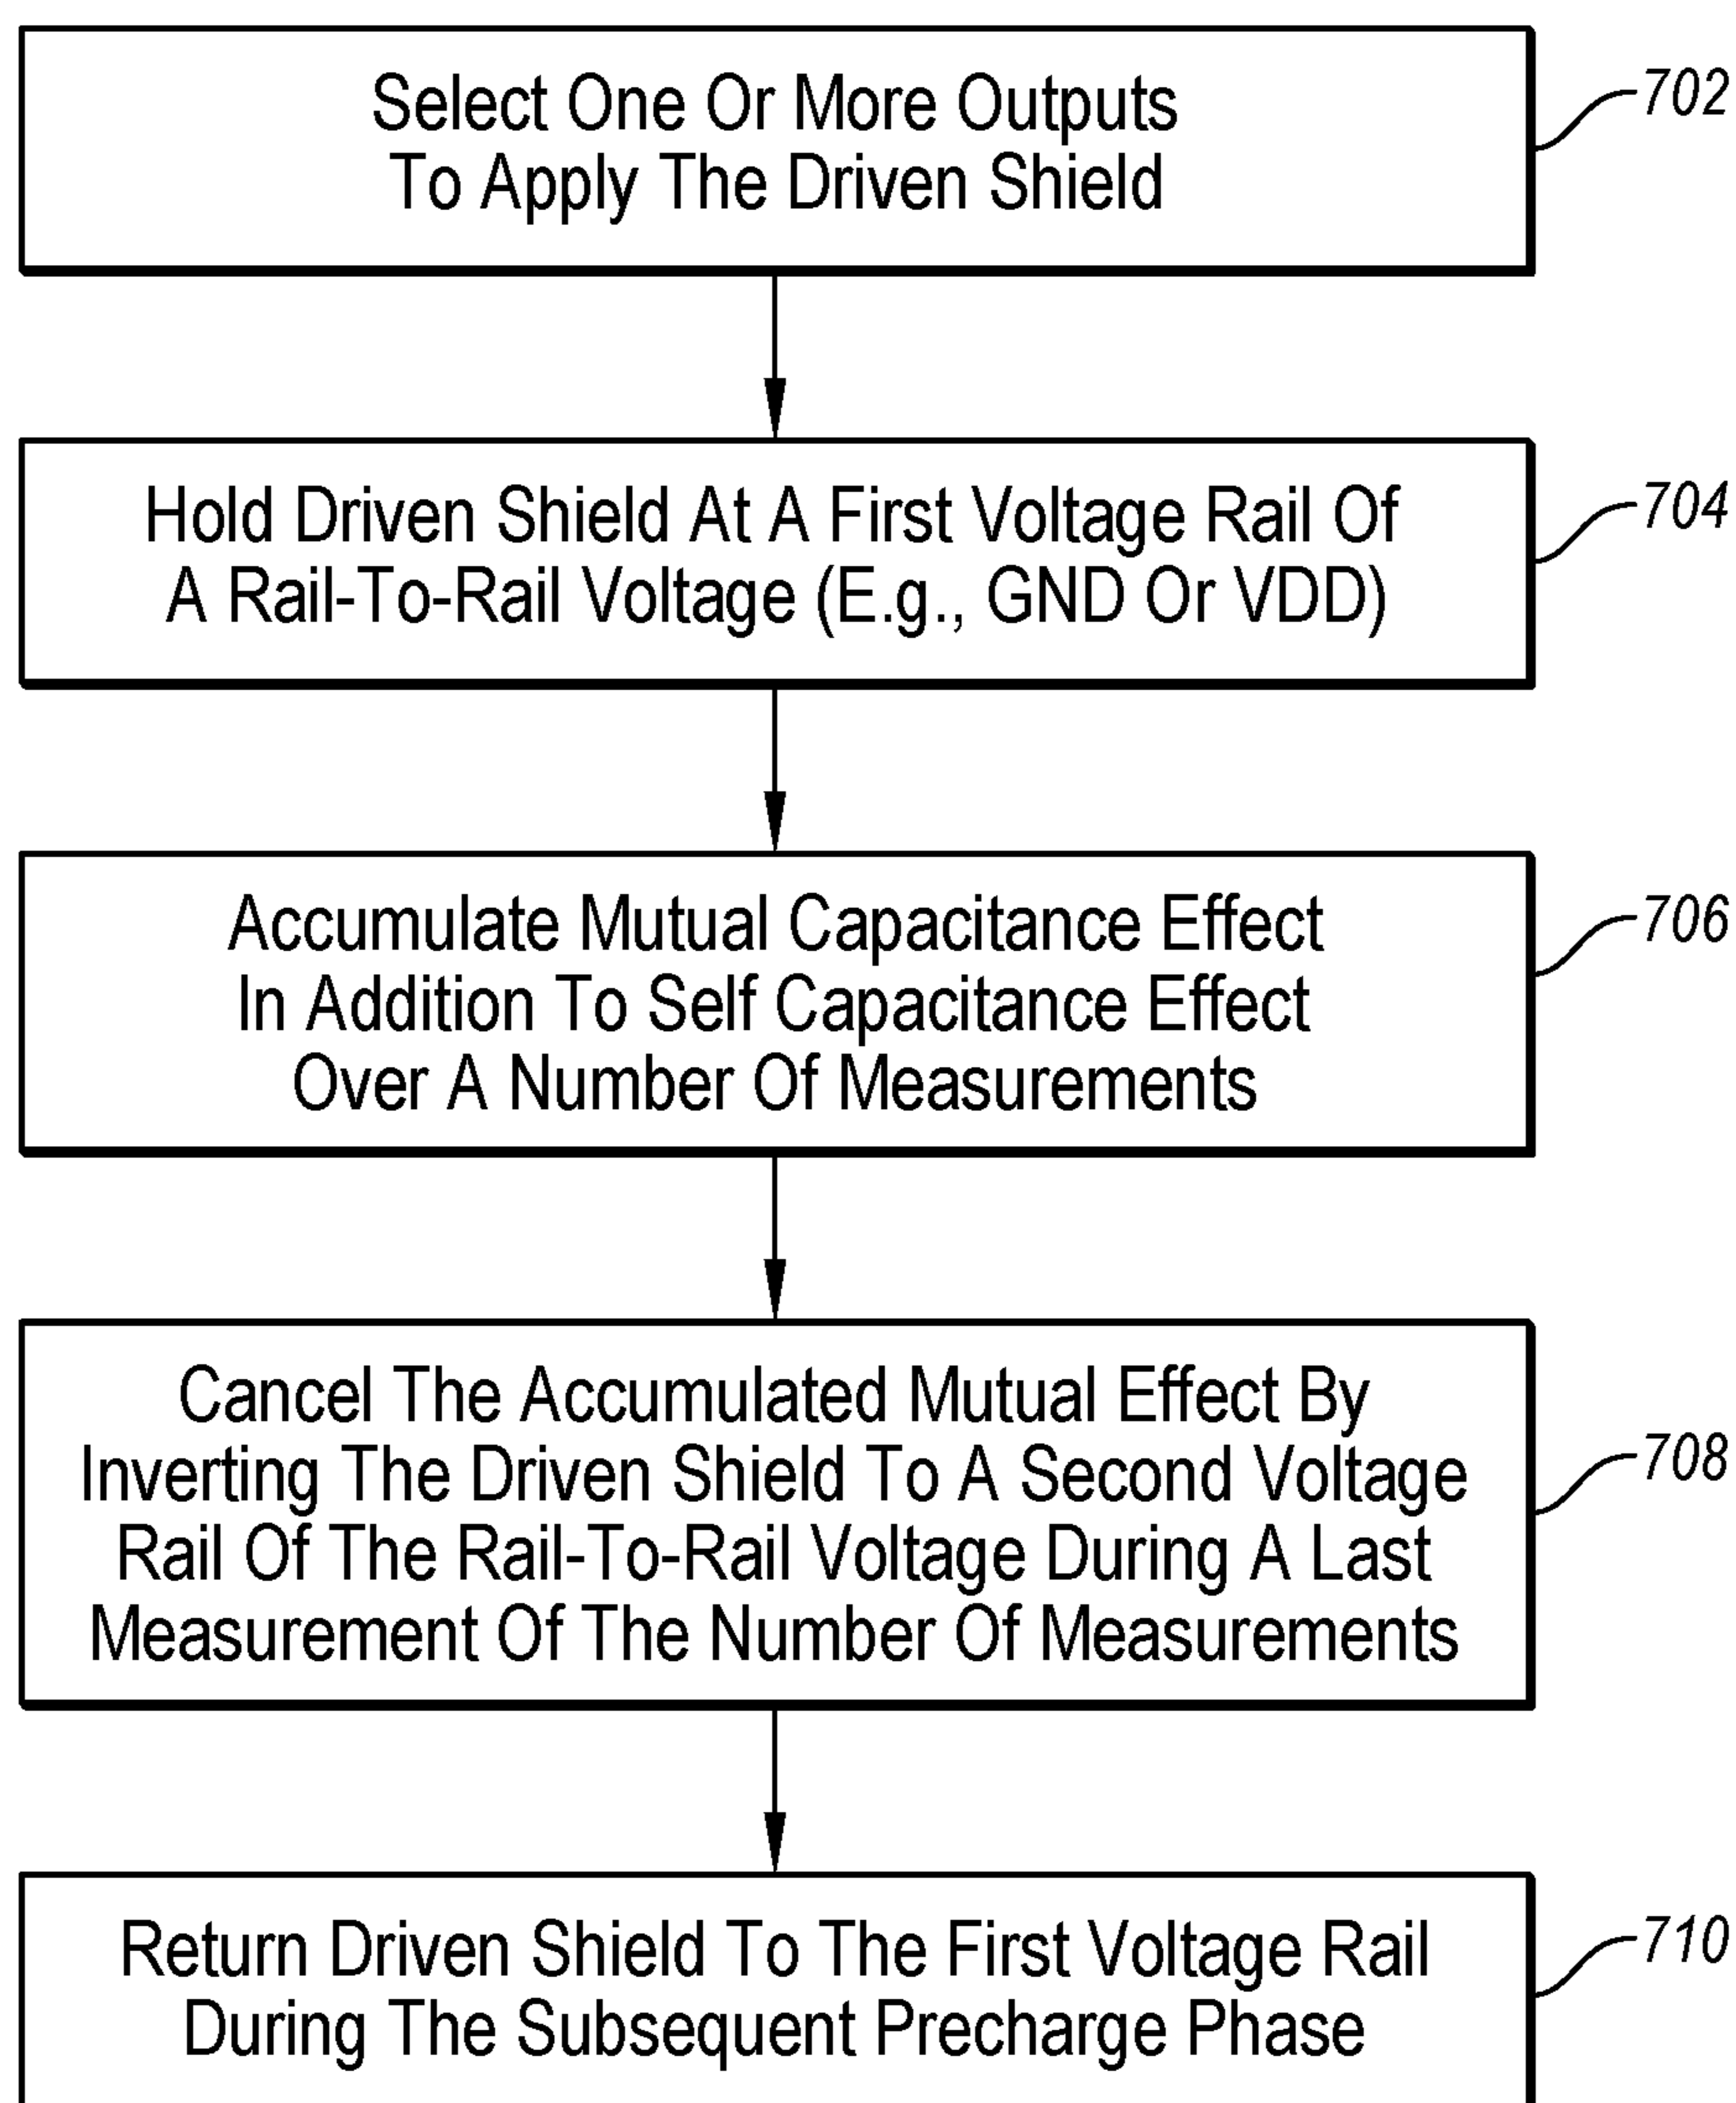 Select One Or More Outputs
To Apply The Driven Shield
702
Hold Driven Shield At A First Voltage Rail Of
A Rail-To-Rail Voltage (E.g., GND Or VDD)
704
Accumulate Mutual Capacitance Effect
In Addition To Self Capacitance Effect
Over A Number Of Measurements
706
Cancel The Accumulated Mutual Effect By
Inverting The Driven Shield To A Second Voltage
Rail Of The Rail-To-Rail Voltage During A Last
Measurement Of The Number Of Measurements
708
Return Driven Shield To The First Voltage Rail
During The Subsequent Precharge Phase
710